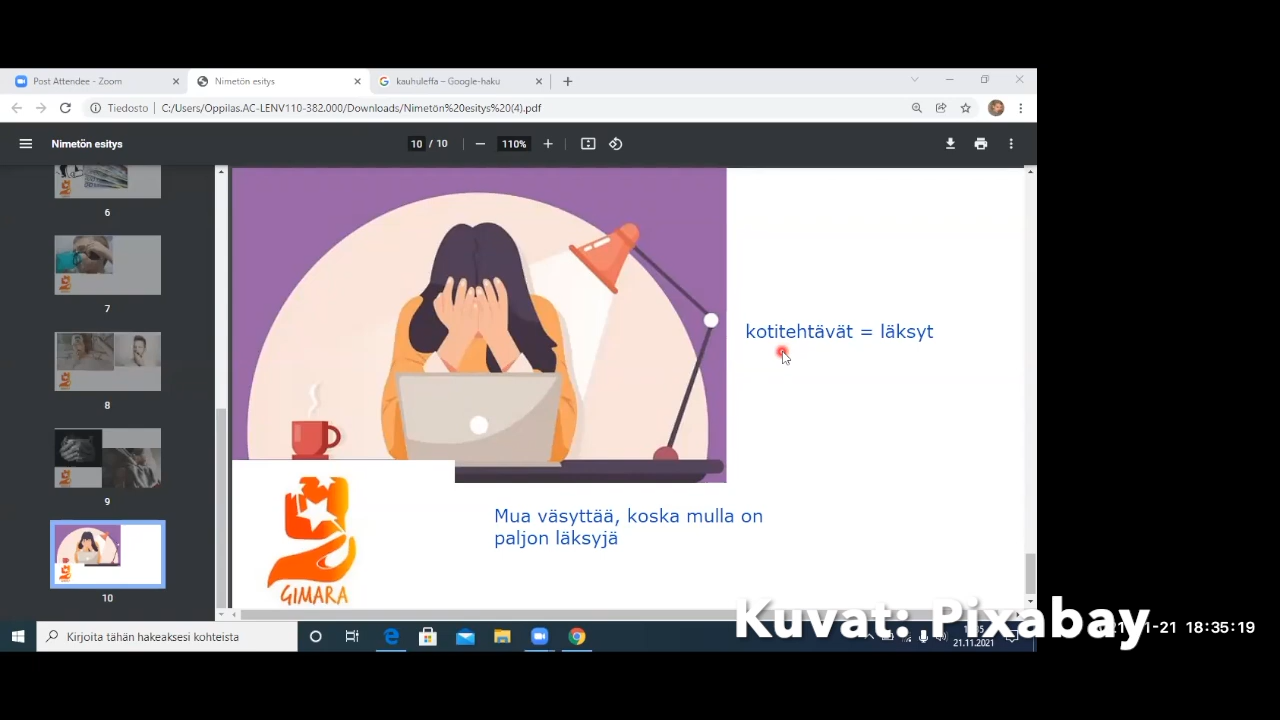 Post Attendee - Zoom
Nimetön esitys
kauhuleffa – Google-haku
Tiedosto
C:/Users/Oppilas.AC-LENV110-382.000/Downloads/Nimetön%20esitys%20(4).pdf
Nimetön esitys
10 / 10
110%
6
7
8
9
10
kotitehtävät = läksyt
Mua väsyttää, koska mulla on
paljon läksyjä
GIMARA
Kirjoita tähän hakeaksesi kohteista
21.11.2021
Kuvat: Pixabay
18:35:19